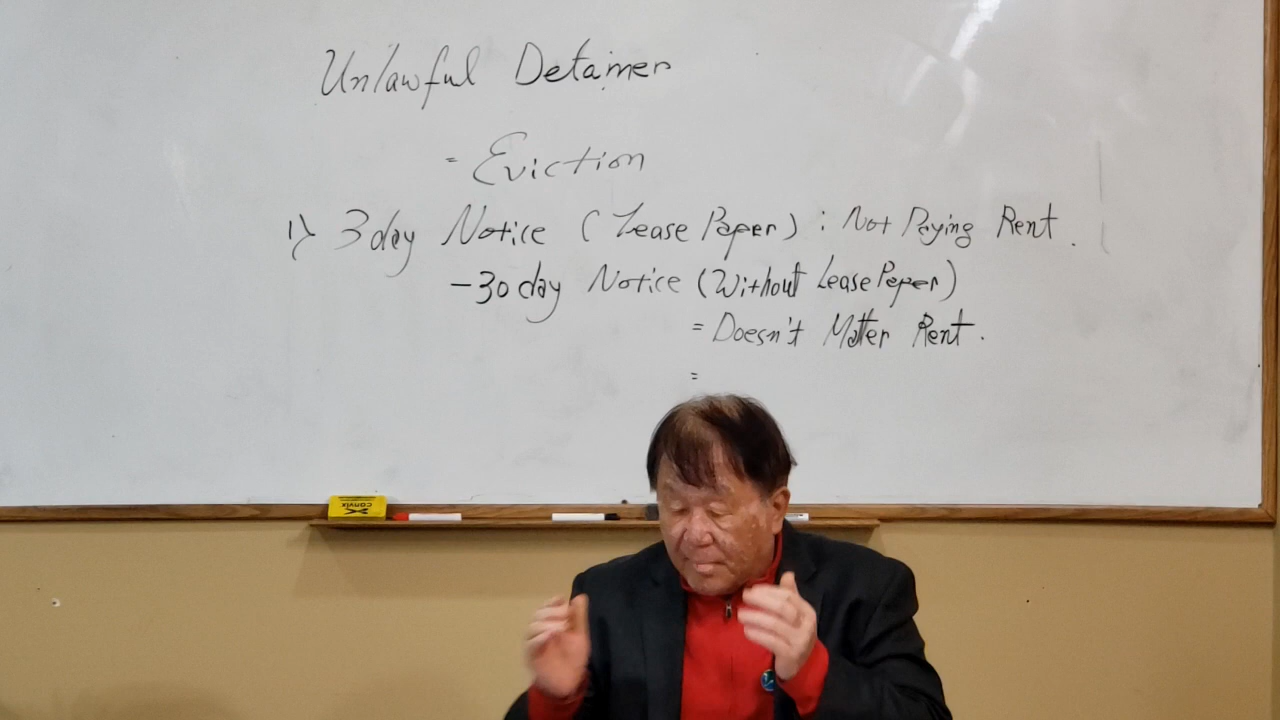 Unlawful Detainer
= Eviction
1) 3 day Notice (Lease Paper) : Not Paying Rent.
- 30 day Notice (Without Lease Paper)
= Doesn't Matter Rent.
=
canvix